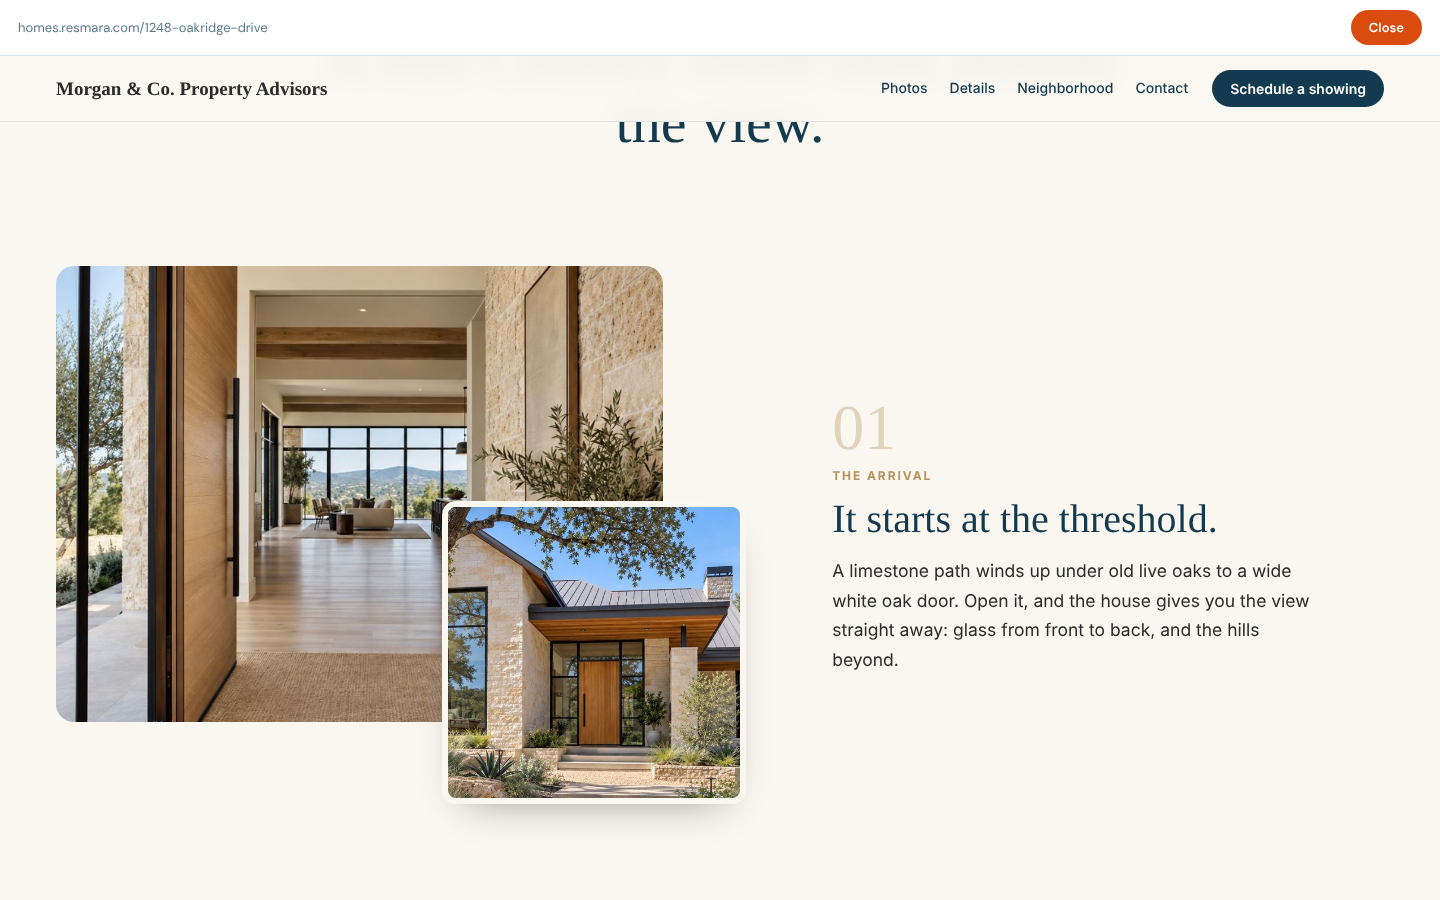 homes.resmara.com/1248-oakridge-drive
Close
Morgan & Co. Property Advisors
Photos
Details
Neighborhood
Contact
Schedule a showing
the view.
01
THE ARRIVAL
It starts at the threshold.
A limestone path winds up under old live oaks to a wide
white oak door. Open it, and the house gives you the view
straight away: glass from front to back, and the hills
beyond.